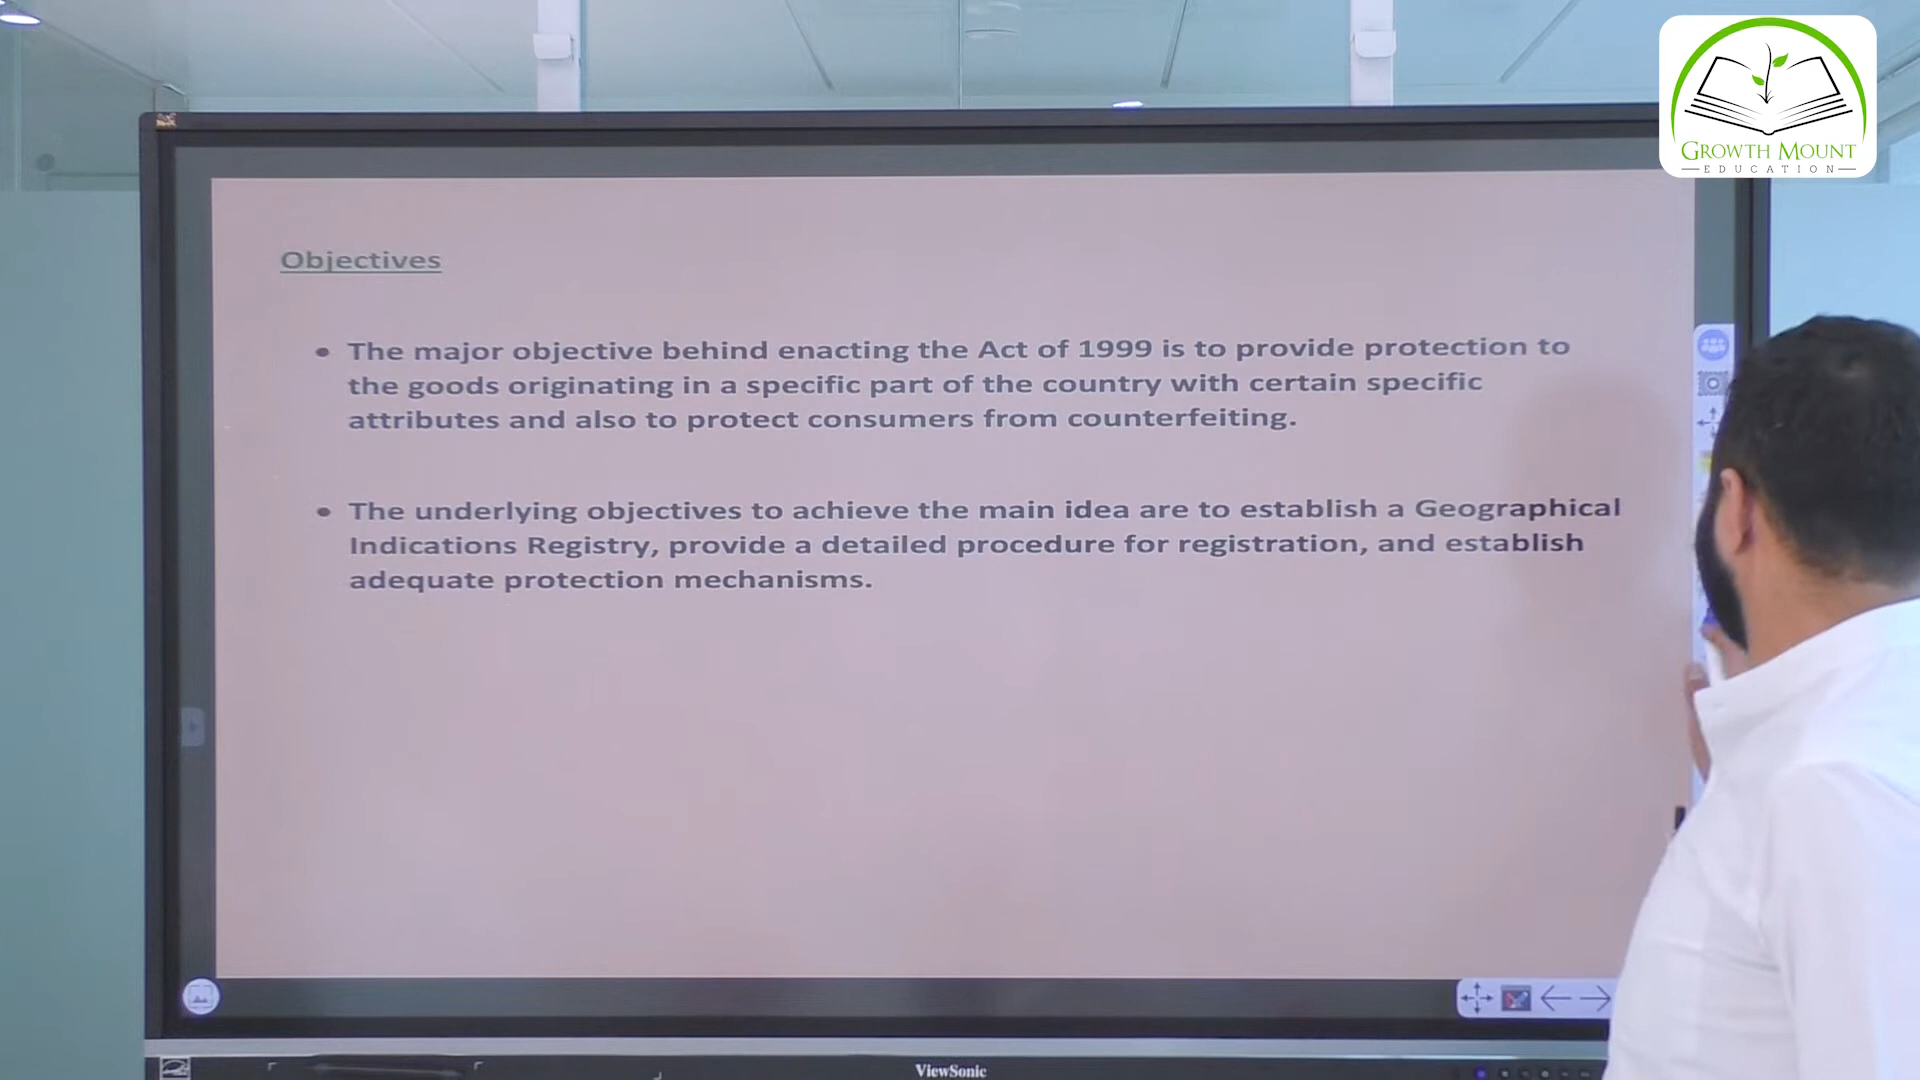 GROWTH MOUNT
EDUCATION
Objectives
• The major objective behind enacting the Act of 1999 is to provide protection to
the goods originating in a specific part of the country with certain specific
attributes and also to protect consumers from counterfeiting.
• The underlying objectives to achieve the main idea are to establish a Geographical
Indications Registry, provide a detailed procedure for registration, and establish
adequate protection mechanisms.
ViewSonic